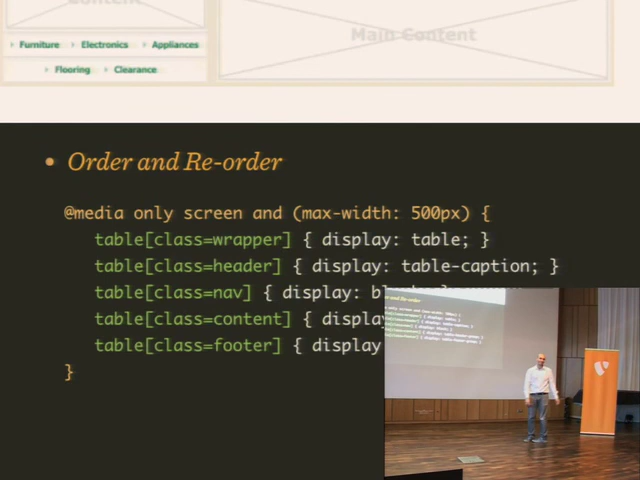 Content
Main Content
Furniture Electronics Appliances
Flooring Clearance
Order and Re-order
@media only screen and (max-width: 500px) {
table[class=wrapper] { display: table; }
table[class=header] { display: table-caption; }
table[class=nav] { display:
table[class=content] {
table[class=footer] { display
}